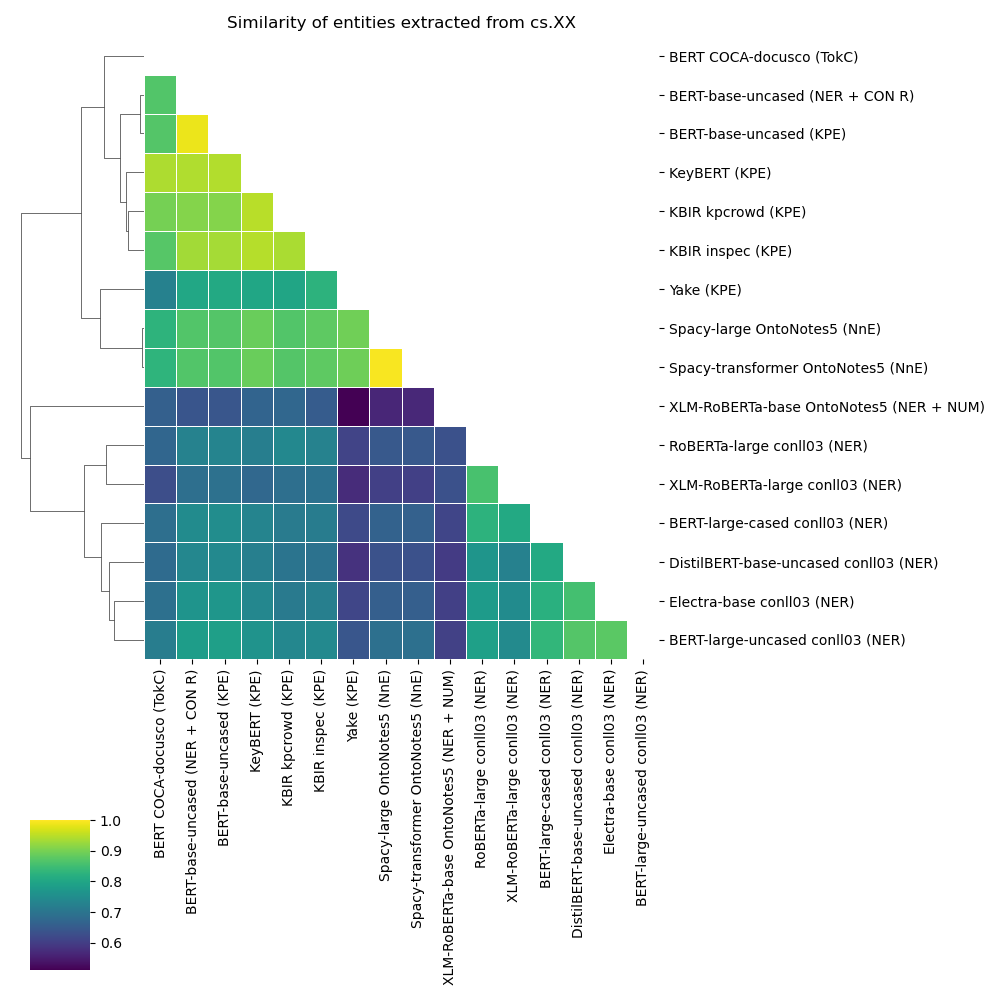 Similarity of entities extracted from cs.XX
BERT COCA-docusco (TokC)
BERT-base-uncased (NER + CON R)
BERT-base-uncased (KPE)
KeyBERT (KPE)
KBIR kpcrowd (KPE)
KBIR inspec (KPE)
Yake (KPE)
Spacy-large OntoNotes5 (NnE)
Spacy-transformer OntoNotes5 (NnE)
XLM-RoBERTa-base OntoNotes5 (NER + NUM)
RoBERTa-large conll03 (NER)
XLM-RoBERTa-large conll03 (NER)
BERT-large-cased conll03 (NER)
DistilBERT-base-uncased conll03 (NER)
Electra-base conll03 (NER)
BERT-large-uncased conll03 (NER)
BERT COCA-docusco (TokC)
BERT-base-uncased (NER + CON R)
BERT-base-uncased (KPE)
KeyBERT (KPE)
KBIR kpcrowd (KPE)
KBIR inspec (KPE)
Yake (KPE)
Spacy-large OntoNotes5 (NnE)
Spacy-transformer OntoNotes5 (NnE)
XLM-RoBERTa-base OntoNotes5 (NER + NUM)
RoBERTa-large conll03 (NER)
XLM-RoBERTa-large conll03 (NER)
BERT-large-cased conll03 (NER)
DistilBERT-base-uncased conll03 (NER)
Electra-base conll03 (NER)
BERT-large-uncased conll03 (NER)
1.0
0.9
0.8
0.7
0.6